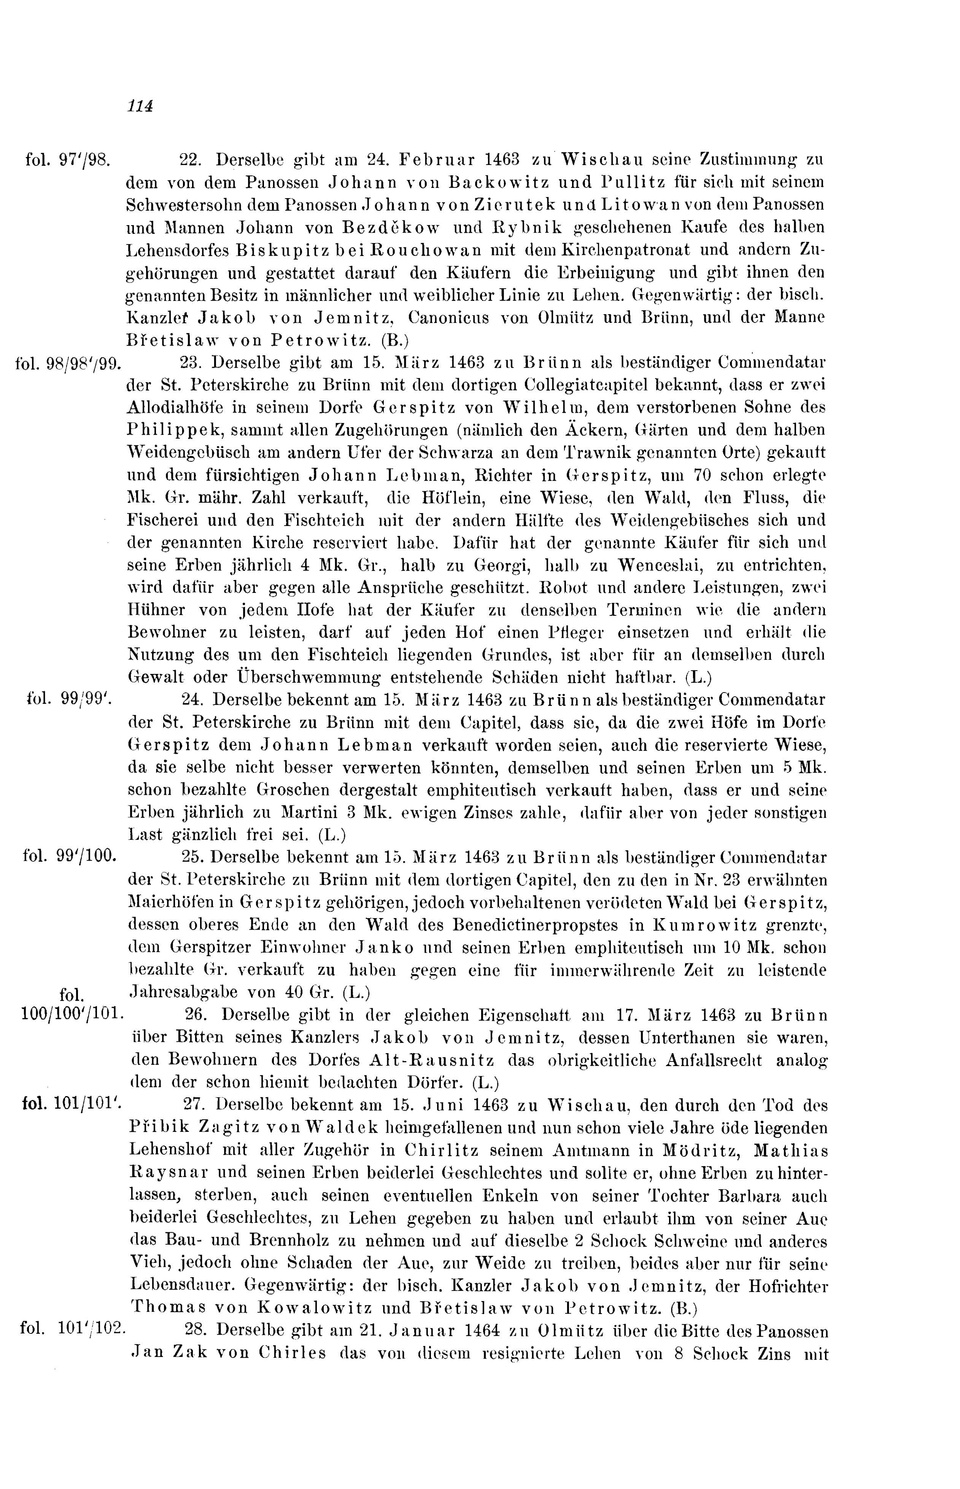 114
fol. 97'/98. 22. Derselbe gibt am 24. Februar 1463 zu Wischau seine Zustimmung zu
dem von dem Panossen Johann von Backowitz und Pullitz für sich mit seinem
Schwestersohn dem Panossen Johann von Zierutek und Litowan von dem Panossen
und Mannen Johann von Bezděkow und Rybnik geschehenen Kaufe des halben
Lehensdorfes Biskupitz bei Rouchowan mit dem Kirchenpatronat und andern Zu-
gehörungen und gestattet darauf den Käufern die Erbeinigung und gibt ihnen den
genannten Besitz in männlicher und weiblicher Linie zu Lehen. Gegenwärtig: der bisch.
Kanzler Jakob von Jemnitz, Canonicus von Olmütz und Brünn, und der Manne
Břetislaw von Petrowitz. (B.)
fol. 98/98'/99. 23. Derselbe gibt am 15. März 1463 zu Brünn als beständiger Commendatar
der St. Peterskirche zu Brünn mit dem dortigen Collegiatcapitel bekannt, dass er zwei
Allodialhöfe in seinem Dorfe Gerspitz von Wilhelm, dem verstorbenen Sohne des
Philippek, sammt allen Zugehörungen (nämlich den Äckern, Gärten und dem halben
Weidengebüsch am andern Ufer der Schwarza an dem Trawnik genannten Orte) gekauft
und dem fürsichtigen Johann Lebman, Richter in Gerspitz, um 70 schon erlegte
Mk. Gr. mähr. Zahl verkauft, die Höflein, eine Wiese, den Wald, den Fluss, die
Fischerei und den Fischteich mit der andern Hälfte des Weidengebüsches sich und
der genannten Kirche reserviert habe. Dafür hat der genannte Käufer für sich und
seine Erben jährlich 4 Mk. Gr., halb zu Georgi, halb zu Wenceslai, zu entrichten,
wird dafür aber gegen alle Ansprüche geschützt. Robot und andere Leistungen, zwei
Hühner von jedem Hofe hat der Käufer zu denselben Terminen wie die andern
Bewohner zu leisten, darf auf jeden Hof einen Pfleger einsetzen und erhält die
Nutzung des um den Fischteich liegenden Grundes, ist aber für an demselben durch
Gewalt oder Überschwemmung entstehende Schäden nicht haftbar. (L.)
fol. 99/99'. 24. Derselbe bekennt am 15. März 1463 zu Brünn als beständiger Commendatar
der St. Peterskirche zu Brünn mit dem Capitel, dass sie, da die zwei Höfe im Dorfe
Gerspitz dem Johann Lebman verkauft worden seien, auch die reservierte Wiese,
da sie selbe nicht besser verwerten könnten, demselben und seinen Erben um 5 Mk.
schon bezahlte Groschen dergestalt emphiteutisch verkauft haben, dass er und seine
Erben jährlich zu Martini 3 Mk. ewigen Zinses zahle, dafür aber von jeder sonstigen
Last gänzlich frei sei. (L.)
fol. 99'/100. 25. Derselbe bekennt am 15. März 1463 zu Brünn als beständiger Commendatar
der St. Peterskirche zu Brünn mit dem dortigen Capitel, den zu den in Nr. 23 erwähnten
Maierhöfen in Gerspitz gehörigen, jedoch vorbehaltenen verödeten Wald bei Gerspitz,
dessen oberes Ende an den Wald des Benedictinerpropstes in Kumrowitz grenzte,
dem Gerspitzer Einwohner Janko und seinen Erben emphiteutisch um 10 Mk. schon
bezahlte Gr. verkauft zu haben gegen eine für immerwährende Zeit zu leistende
fol. Jahresabgabe von 40 Gr. (L.)
100/100'/101. 26. Derselbe gibt in der gleichen Eigenschaft am 17. März 1463 zu Brünn
über Bitten seines Kanzlers Jakob von Jemnitz, dessen Unterthanen sie waren,
den Bewohnern des Dorfes Alt-Rausnitz das obrigkeitliche Anfallsrecht analog
dem der schon hiemit bedachten Dörfer. (L.)
fol. 101/101'. 27. Derselbe bekennt am 15. Juni 1463 zu Wischau, den durch den Tod des
Přibik Zagitz von Waldek heimgefallenen und nun schon viele Jahre öde liegenden
Lehenshof mit aller Zugehör in Chirlitz seinem Amtmann in Mödritz, Mathias
Raysnar und seinen Erben beiderlei Geschlechtes und sollte er, ohne Erben zu hinter-
lassen, sterben, auch seinen eventuellen Enkeln von seiner Tochter Barbara auch
beiderlei Geschlechtes, zu Lehen gegeben zu haben und erlaubt ihm von seiner Aue
das Bau- und Brennholz zu nehmen und auf dieselbe 2 Schock Schweine und anderes
Vieh, jedoch ohne Schaden der Aue, zur Weide zu treiben, beides aber nur für seine
Lebensdauer. Gegenwärtig: der bisch. Kanzler Jakob von Jemnitz, der Hofrichter
Thomas von Kowalowitz und Břetislaw von Petrowitz. (B.)
fol. 101'/102. 28. Derselbe gibt am 21. Januar 1464 zu Olmütz über die Bitte des Panossen
Jan Zak von Chirles das von diesem resignierte Lehen von 8 Schock Zins mit